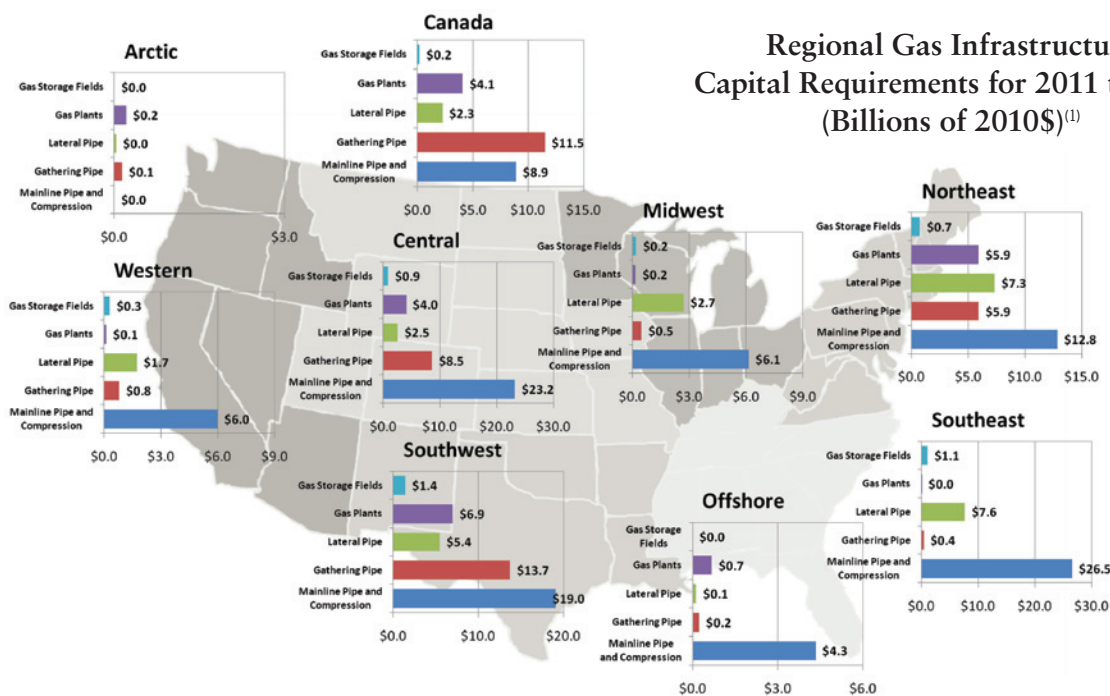 Regional Gas Infrastructu
Capital Requirements for 2011 t
(Billions of 2010$)(1)
Arctic
Gas Storage Fields $0.0
Gas Plants $0.2
Lateral Pipe $0.0
Gathering Pipe $0.1
Mainline Pipe and
Compression $0.0
$0.0 $3.0
Canada
Gas Storage Fields $0.2
Gas Plants $4.1
Lateral Pipe $2.3
Gathering Pipe $11.5
Mainline Pipe and
Compression $8.9
$0.0 $5.0 $10.0 $15.0
Western
Gas Storage Fields $0.3
Gas Plants $0.1
Lateral Pipe $1.7
Gathering Pipe $0.8
Mainline Pipe and
Compression $6.0
$0.0 $3.0 $6.0 $9.0
Central
Gas Storage Fields $0.9
Gas Plants $4.0
Lateral Pipe $2.5
Gathering Pipe $8.5
Mainline Pipe and
Compression $23.2
$0.0 $10.0 $20.0 $30.0
Midwest
Gas Storage Fields $0.2
Gas Plants $0.2
Lateral Pipe $2.7
Gathering Pipe $0.5
Mainline Pipe and
Compression $6.1
$0.0 $3.0 $6.0 $9.0
Northeast
Gas Storage Fields $0.7
Gas Plants $5.9
Lateral Pipe $7.3
Gathering Pipe $5.9
Mainline Pipe and
Compression $12.8
$0.0 $5.0 $10.0 $15.0
Southwest
Gas Storage Fields $1.4
Gas Plants $6.9
Lateral Pipe $5.4
Gathering Pipe $13.7
Mainline Pipe and
Compression $19.0
$0.0 $10.0 $20.0
Offshore
Gas Storage
Fields $0.0
Gas Plants $0.7
Lateral Pipe $0.1
Gathering Pipe $0.2
Mainline Pipe
and Compression $4.3
$0.0 $3.0 $6.0
Southeast
Gas Storage Fields $1.1
Gas Plants $0.0
Lateral Pipe $7.6
Gathering Pipe $0.4
Mainline Pipe and
Compression $26.5
$0.0 $10.0 $20.0 $30.0